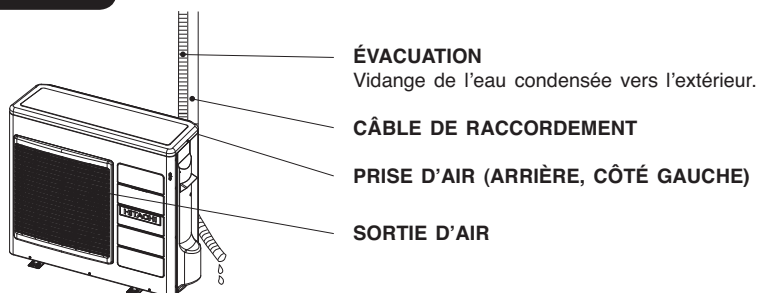 ÉVACUATION
Vidange de l'eau condensée vers l'extérieur.
CÂBLE DE RACCORDEMENT
PRISE D'AIR (ARRIÈRE, CÔTÉ GAUCHE)
SORTIE D'AIR
HITACHI